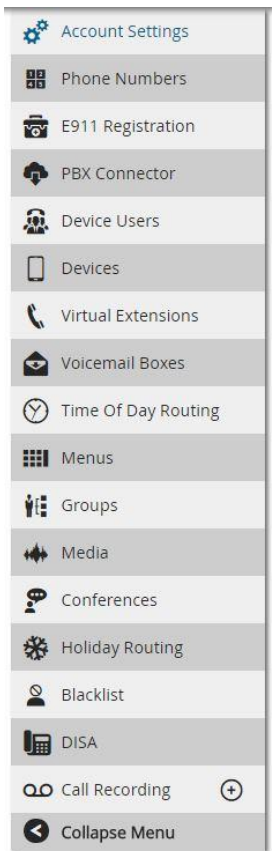 Account Settings
Phone Numbers
E911 Registration
PBX Connector
Device Users
Devices
Virtual Extensions
Voicemail Boxes
Time Of Day Routing
Menus
Groups
Media
Conferences
Holiday Routing
Blacklist
DISA
Call Recording
Collapse Menu